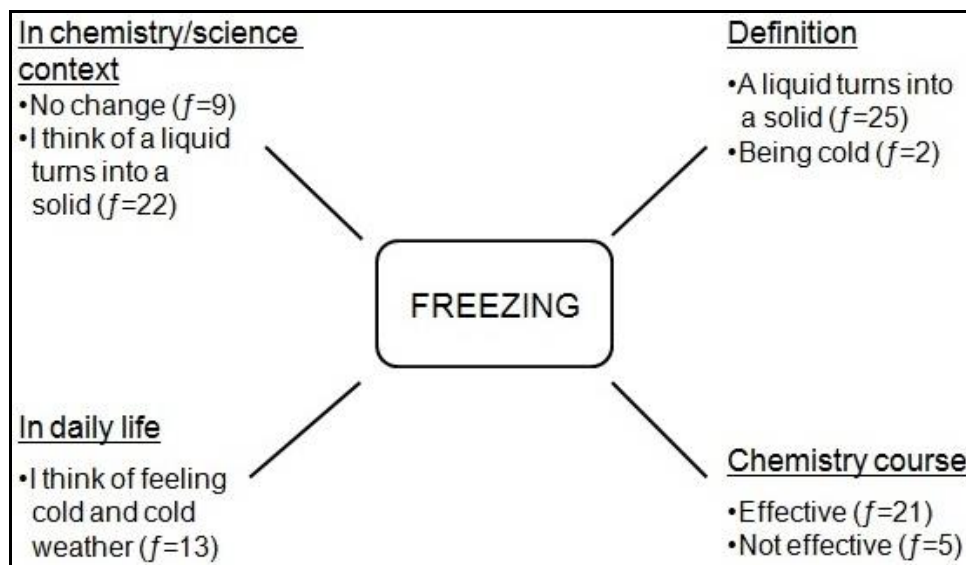 In chemistry/science
context
•No change (ƒ=9)
•I think of a liquid
turns into a
solid (ƒ=22)
Definition
•A liquid turns into
a solid (ƒ=25)
•Being cold (ƒ=2)
FREEZING
In daily life
•I think of feeling
cold and cold
weather (ƒ=13)
Chemistry course
•Effective (ƒ=21)
•Not effective (ƒ=5)